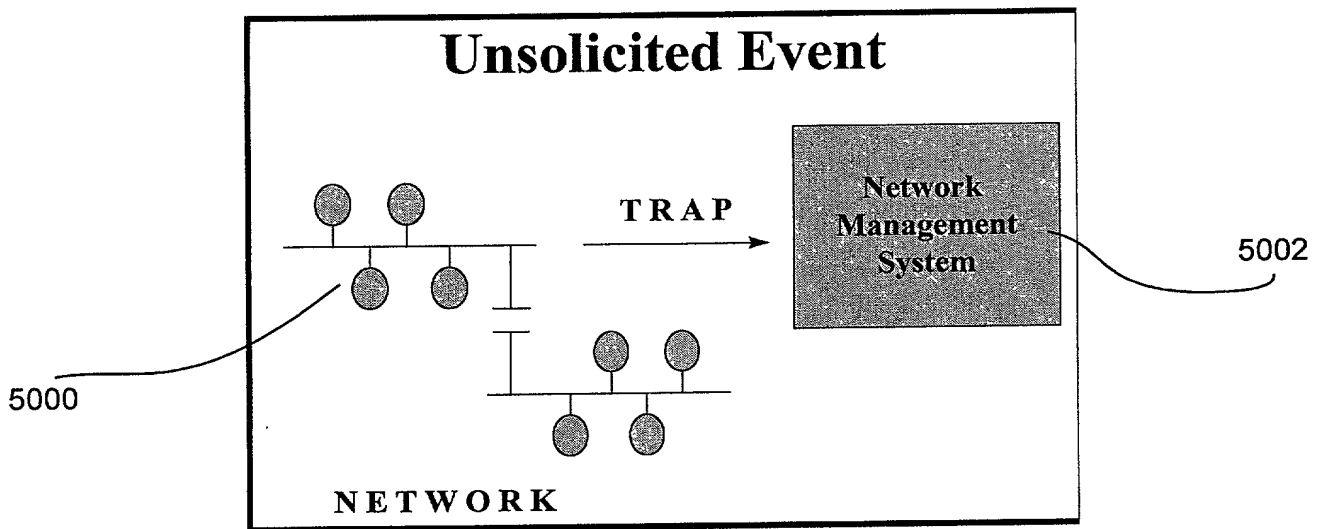 Unsolicited Event
TRAP
Network
Management
System
5002
5000
NETWORK